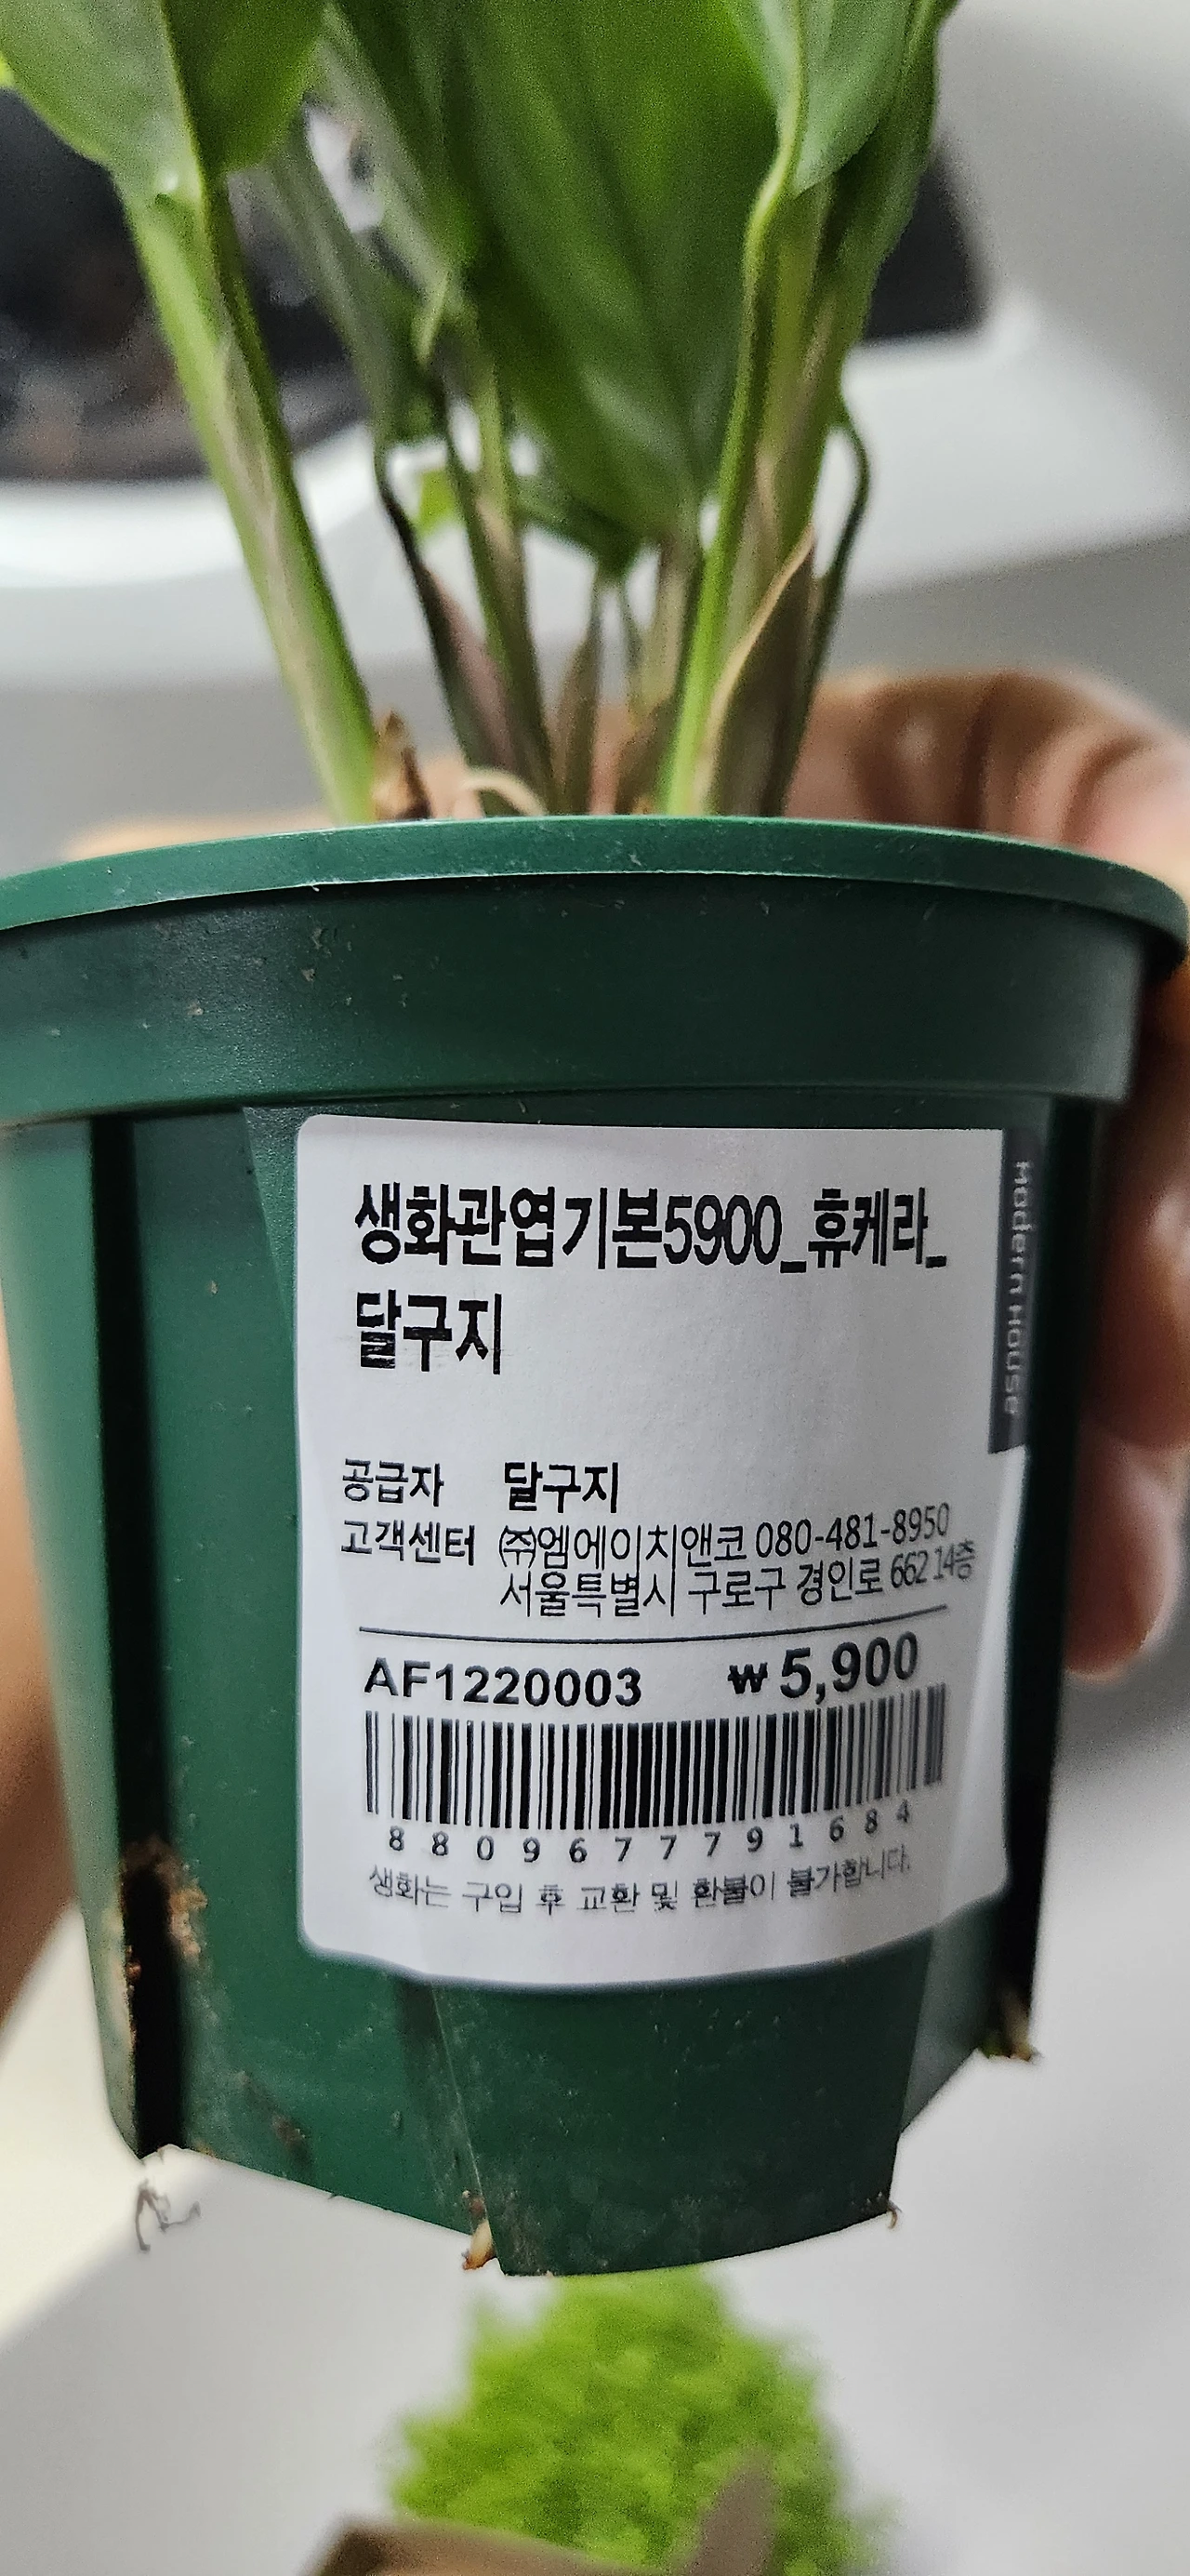 생화관엽기본5900_휴케라_
달구지
Modern House
공급자 달구지
고객센터 ㈜엠에이치앤코 080-481-8950
서울특별시 구로구 경인로 662 14층
AF1220003 ₩5,900
8809677791684
생화는 구입 후 교환 및 환불이 불가합니다.